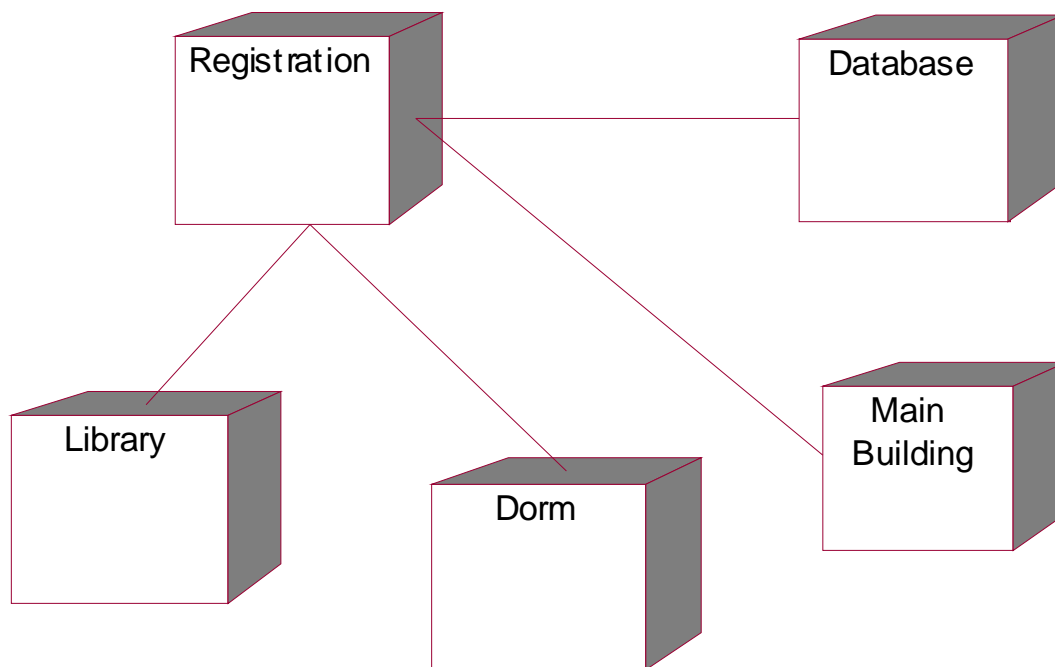 Registration
Database
Library
Dorm
Main
Building